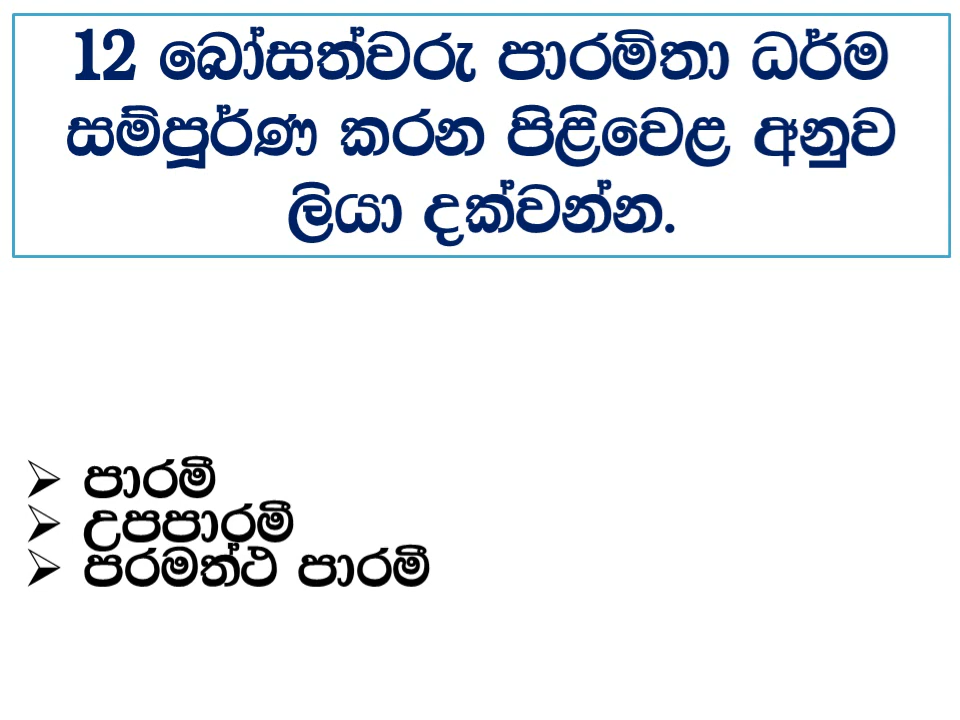 12 බෝසත්වරු පාරමිතා ධර්ම
සම්පූර්ණ කරන පිළිවෙළ අනුව
ලියා දක්වන්න.
➢ පාරමී
➢ උපපාරමී
➢ පරමත්ථ පාරමී